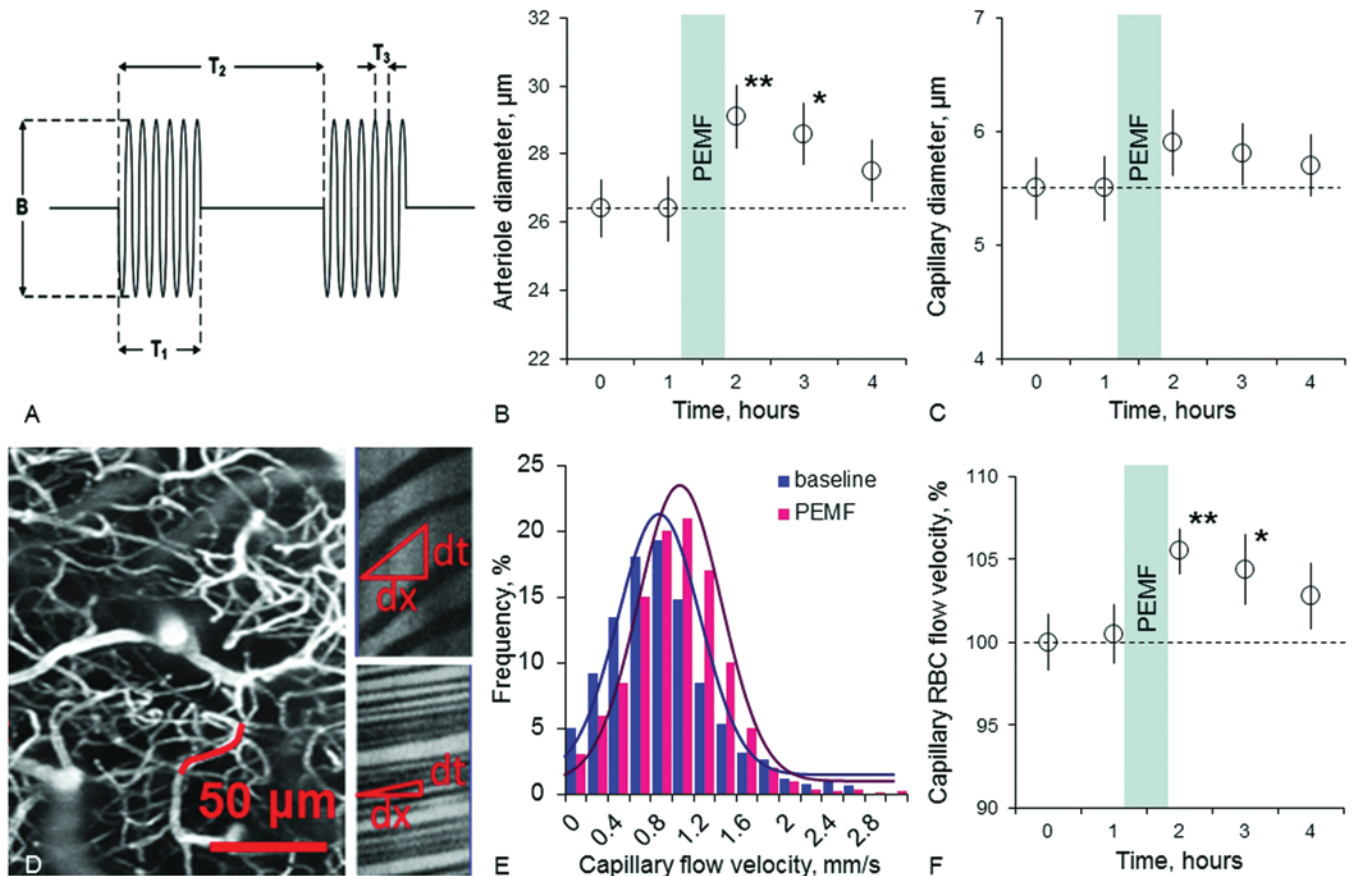 T2
T3
B
T1
A
32
30
28
26
24
22
Arteriole diameter, µm
PEMF
**
*
0 1 2 3 4
Time, hours
B
7
6
5
4
Capillary diameter, µm
PEMF
0 1 2 3 4
Time, hours
C
50 µm
D
dt
dx
dt
dx
25
20
15
10
5
0
Frequency, %
baseline
PEMF
0 0.4 0.8 1.2 1.6 2 2.4 2.8
Capillary flow velocity, mm/s
E
110
105
100
95
90
Capillary RBC flow velocity, %
PEMF
**
*
0 1 2 3 4
Time, hours
F